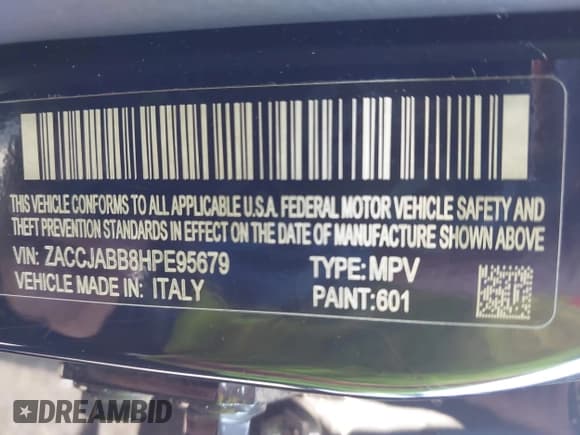 THIS VEHICLE CONFORMS TO ALL APPLICABLE U.S.A. FEDERAL MOTOR VEHICLE SAFETY AND
THEFT PREVENTION STANDARDS IN EFFECT ON THE DATE OF MANUFACTURE SHOWN ABOVE
VIN: ZACCJABB8HPE95679 TYPE: MPV
VEHICLE MADE IN: ITALY PAINT:601
DREAMBID